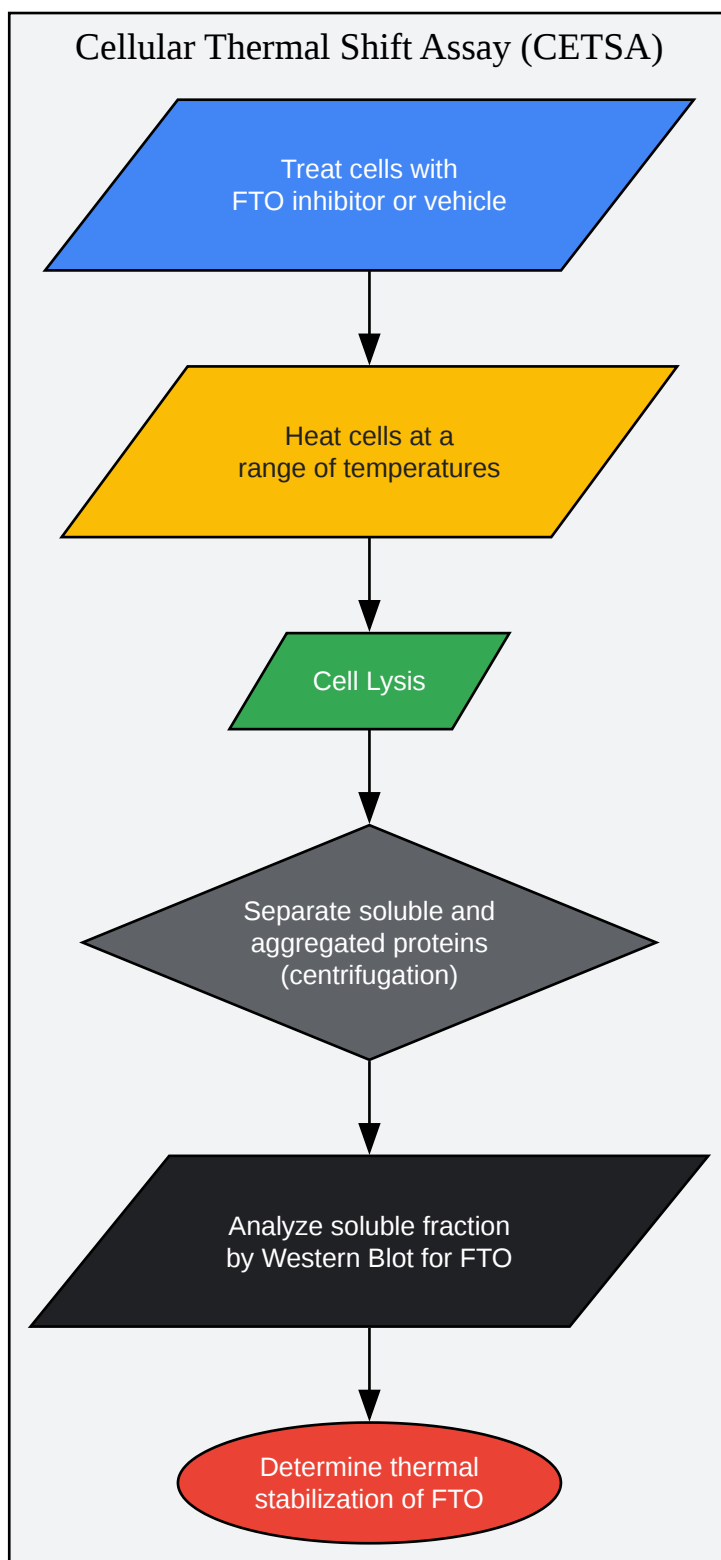 Cellular Thermal Shift Assay (CETSA)
Treat cells with
FTO inhibitor or vehicle
Heat cells at a
range of temperatures
Cell Lysis
Separate soluble and
aggregated proteins
(centrifugation)
Analyze soluble fraction
by Western Blot for FTO
Determine thermal
stabilization of FTO